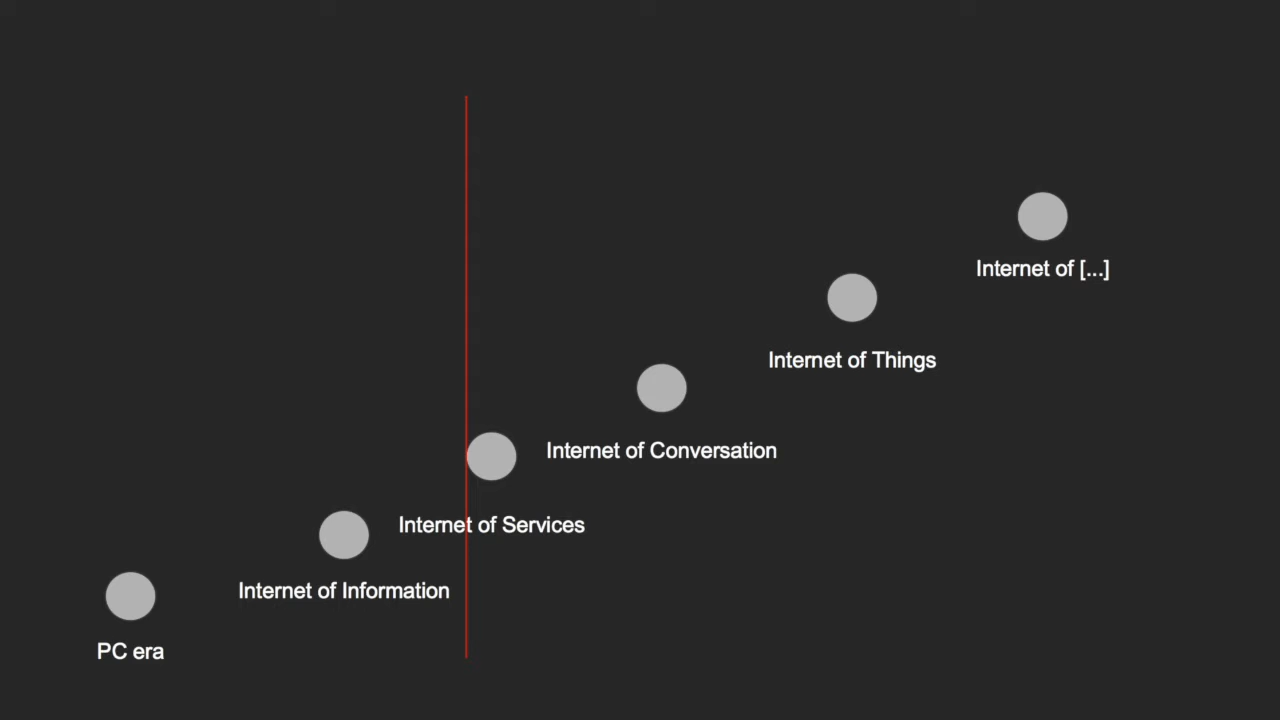 Internet of [...]
Internet of Things
Internet of Conversation
Internet of Services
Internet of Information
PC era